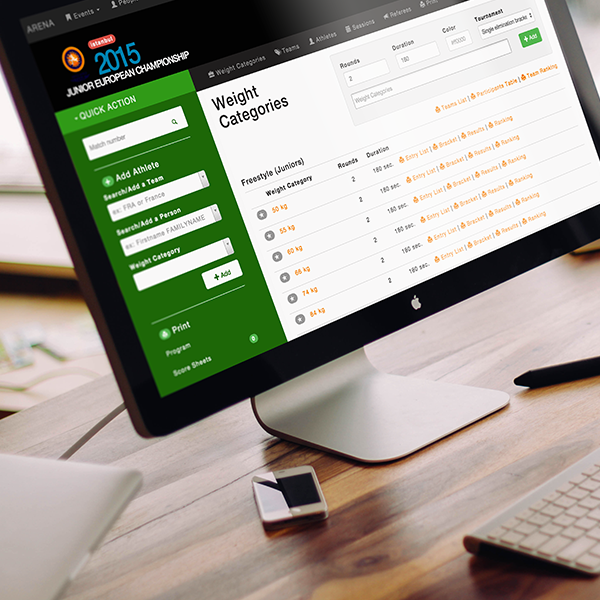 ARENA Events People
Weight Categories Teams Athletes Sessions Referees Print
istanbul
2015
JUNIOR EUROPEAN CHAMPIONSHIP
QUICK ACTION
Match number
Add Athlete
Search/Add a Team
ex: FRA or France
Search/Add a Person
ex: Firstname FAMILYNAME
Weight Category
+ Add
Print
Program
Score Sheets 0
Weight
Categories
Rounds Duration Color Tournament
2 180 #ff0000 Single elimination bracket
Weight Categories + Add
Teams List | Participants Table | Team Ranking
Freestyle (Juniors)
Weight Category Rounds Duration
50 kg 2 180 sec. Entry List | Bracket | Results | Ranking
55 kg 2 180 sec. Entry List | Bracket | Results | Ranking
60 kg 2 180 sec. Entry List | Bracket | Results | Ranking
66 kg 2 180 sec. Entry List | Bracket | Results | Ranking
74 kg 2 180 sec. Entry List | Bracket | Results | Ranking
84 kg 2 180 sec. Entry List | Bracket | Results | Ranking